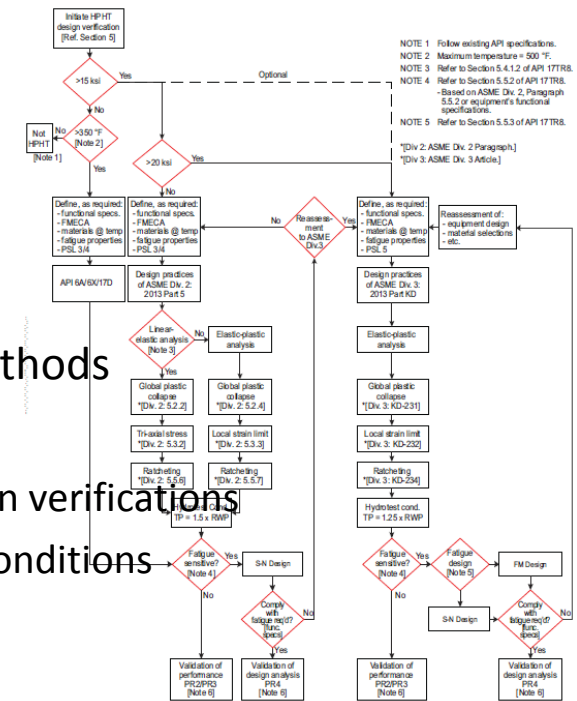 Initiate HPHT
design verification
[Ref. Section 5]
NOTE 1 Follow existing API specifications.
NOTE 2 Maximum temperature = 500 °F.
NOTE 3 Refer to Section 5.4.1.2 of API 17TR8.
NOTE 4 Refer to Section 5.5.2 of API 17TR8.
- Based on ASME Div. 2, Paragraph
5.5.2 or equipment's functional
specifications.
NOTE 5 Refer to Section 5.5.3 of API 17TR8.
*[Div 2: ASME Div. 2 Paragraph.]
*[Div 3: ASME Div. 3 Article.]
>15 ksi
Yes
Optional
No
Not
HPHT
[Note 1]
No
>350 °F
[Note 2]
Yes
>20 ksi
Yes
No
Define, as required:
- functional specs.
- FMECA
- materials @ temp
- fatigue properties
- PSL 3/4
Define, as required:
- functional specs.
- FMECA
- materials @ temp
- fatigue properties
- PSL 3/4
No
Reassess-
ment
to ASME
Div.3
Yes
Define, as required:
- functional specs.
- FMECA
- materials @ temp
- fatigue properties
- PSL 5
Reassessment of:
- equipment design
- material selections
- etc.
API 6A/6X/17D
Design practices
of ASME Div. 2:
2013 Part 5
Design practices
of ASME Div. 3:
2013 Part KD
Linear-
elastic analysis
[Note 3]
No
Yes
Elastic-plastic
analysis
Elastic-plastic
analysis
thods
Global plastic
collapse
*[Div. 2: 5.2.2]
Global plastic
collapse
*[Div. 2: 5.2.4]
Global plastic
collapse
*[Div. 3: KD-231]
Tri-axial stress
*[Div. 2: 5.3.2]
Local strain limit
*[Div. 2: 5.3.3]
Local strain limit
*[Div. 3: KD-232]
Ratcheting
*[Div. 2: 5.5.6]
Ratcheting
*[Div. 2: 5.5.7]
Ratcheting
*[Div. 3: KD-234]
n verifications
Hydrotest Cond.
TP = 1.5 x RWP
Hydrotest cond.
TP = 1.25 x RWP
onditions
Fatigue
sensitive?
[Note 4]
Yes
No
S-N Design
Fatigue
sensitive?
[Note 4]
Yes
No
Fatigue
design
[Note 5]
FM Design
S-N Design
Comply
with
fatigue req'd?
[func.
specs]
No
Yes
Comply
with
fatigue req'd?
[func.
specs]
No
Yes
Validation of
performance
PR2/PR3
[Note 6]
Validation of
design analysis
PR4
[Note 6]
Validation of
performance
PR2/PR3
[Note 6]
Validation of
design analysis
PR4
[Note 6]